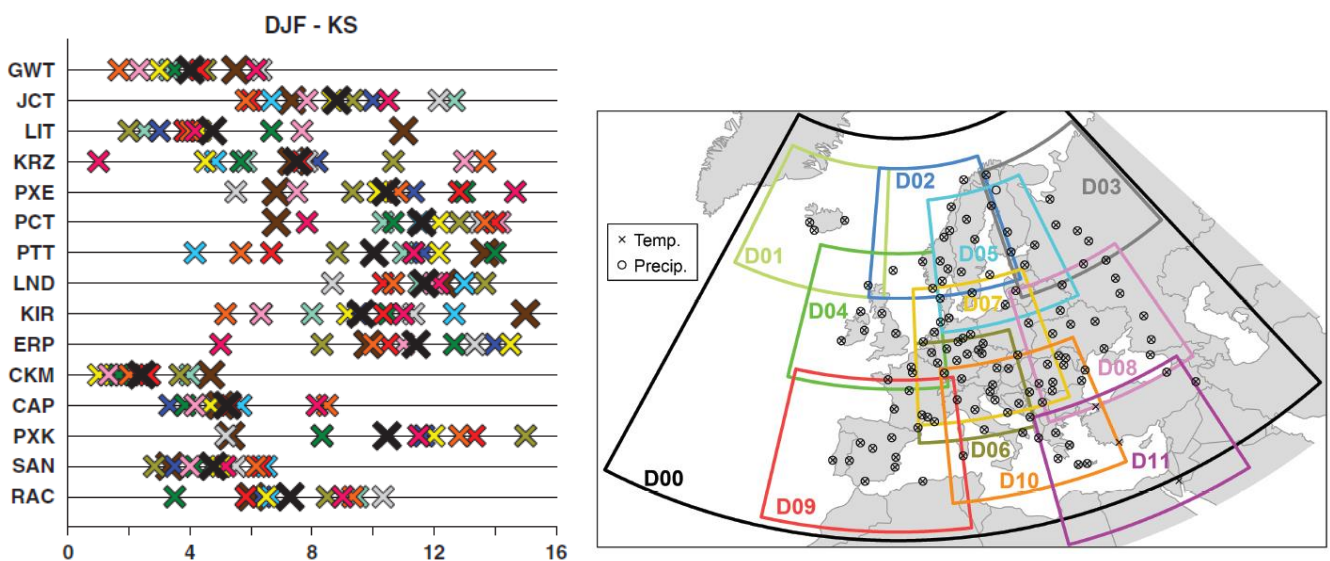 DJF - KS
GWT
JCT
LIT
KRZ
PXE
PCT
PTT
LND
KIR
ERP
CKM
CAP
PXK
SAN
RAC
0 4 8 12 16
D02
D03
D01
× Temp.
○ Precip.
D05
D04
D07
D08
D06
D11
D00
D10
D09